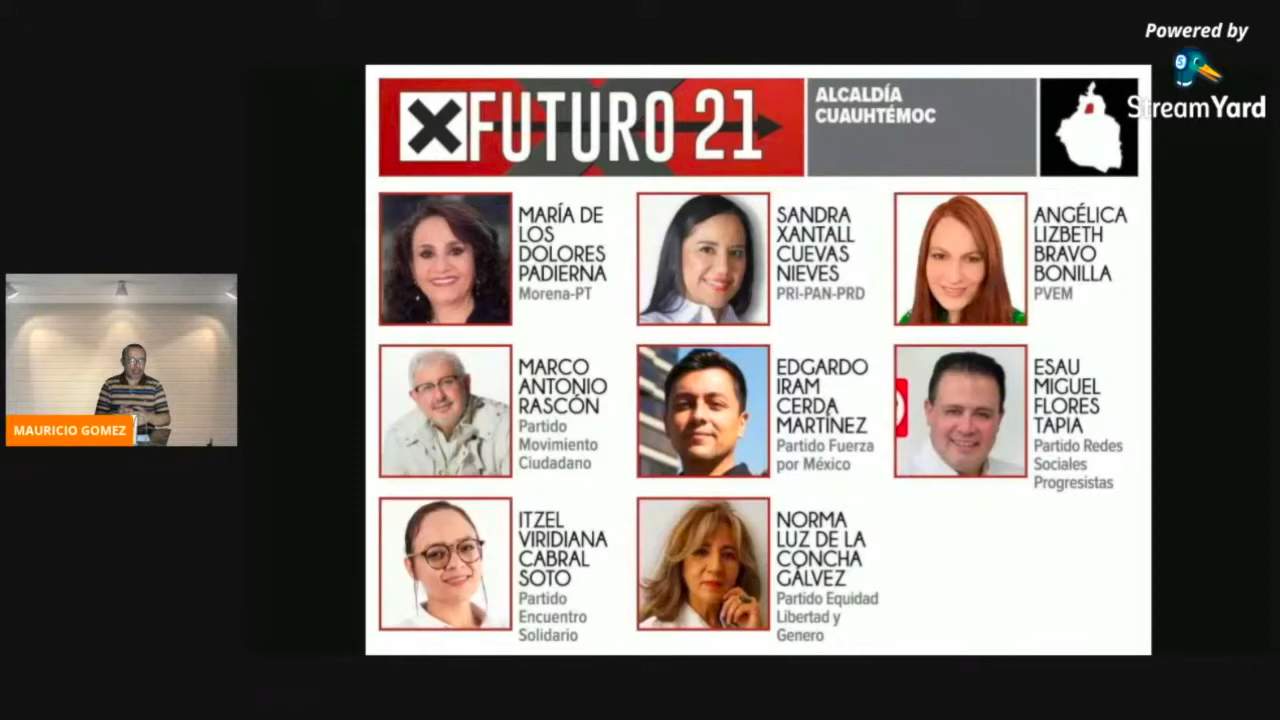 Powered by
StreamYard
FUTURO 21
ALCALDÍA
CUAUHTÉMOC
MARÍA DE
LOS
DOLORES
PADIERNA
Morena-PT
SANDRA
XANTALL
CUEVAS
NIEVES
PRI-PAN-PRD
ANGÉLICA
LIZBETH
BRAVO
BONILLA
PVEM
MARCO
ANTONIO
RASCÓN
Partido
Movimiento
Ciudadano
EDGARDO
IRAM
CERDA
MARTÍNEZ
Partido Fuerza
por México
ESAU
MIGUEL
FLORES
TAPIA
Partido Redes
Sociales
Progresistas
ITZEL
VIRIDIANA
CABRAL
SOTO
Partido
Encuentro
Solidario
NORMA
LUZ DE LA
CONCHA
GÁLVEZ
Partido Equidad
Libertad y
Genero
MAURICIO GOMEZ